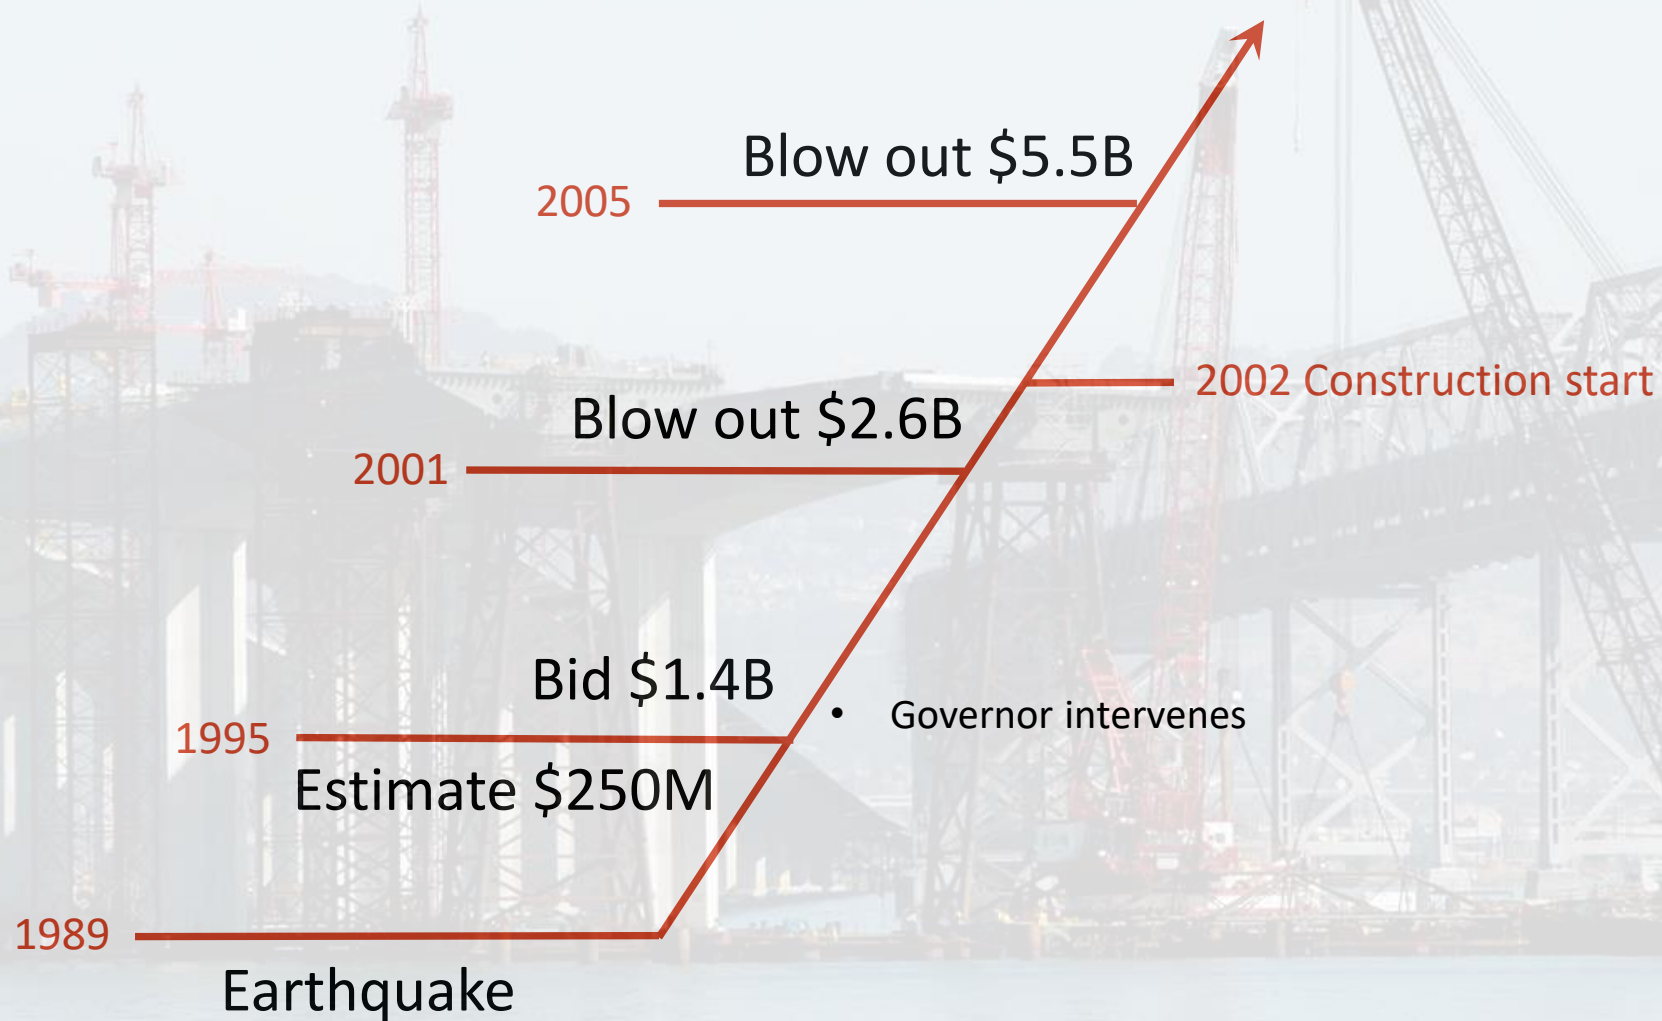 Blow out $5.5B
2005
2002 Construction start
Blow out $2.6B
2001
Bid $1.4B
• Governor intervenes
1995
Estimate $250M
1989
Earthquake